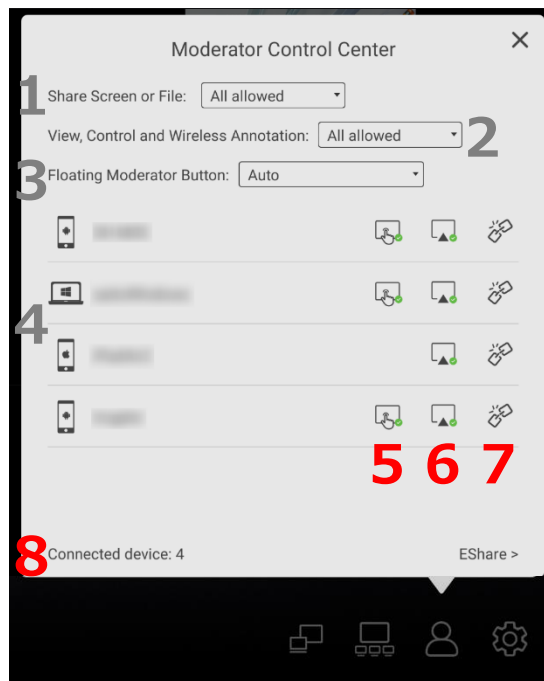 Moderator Control Center
1 Share Screen or File: All allowed
View, Control and Wireless Annotation: All allowed 2
3 Floating Moderator Button: Auto
4
5 6 7
8 Connected device: 4 EShare >